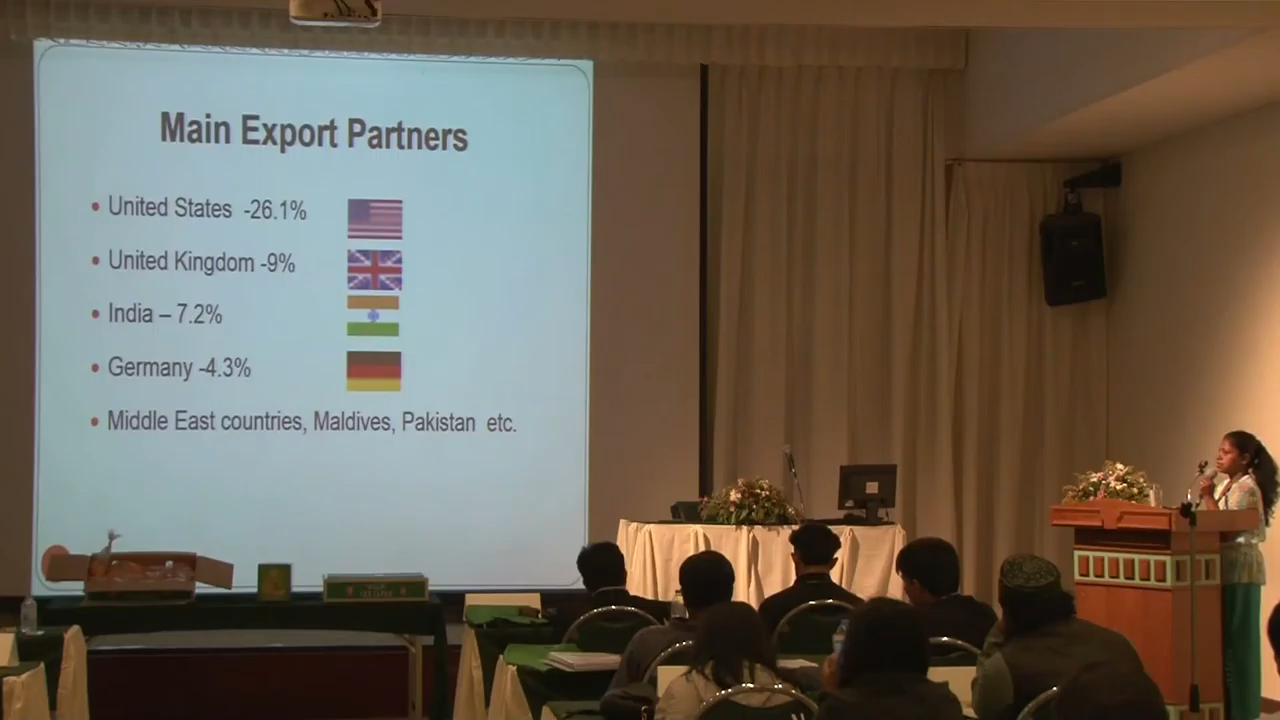 Main Export Partners
• United States -26.1%
• United Kingdom -9%
• India – 7.2%
• Germany -4.3%
• Middle East countries, Maldives, Pakistan etc.